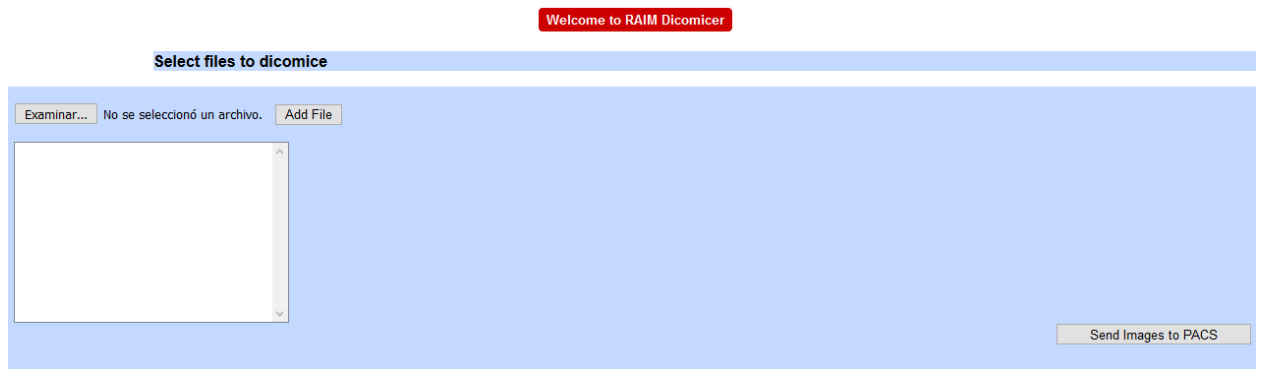 Welcome to RAIM Dicomicer
Select files to dicomice
Examinar... No se seleccionó un archivo. Add File
Send Images to PACS